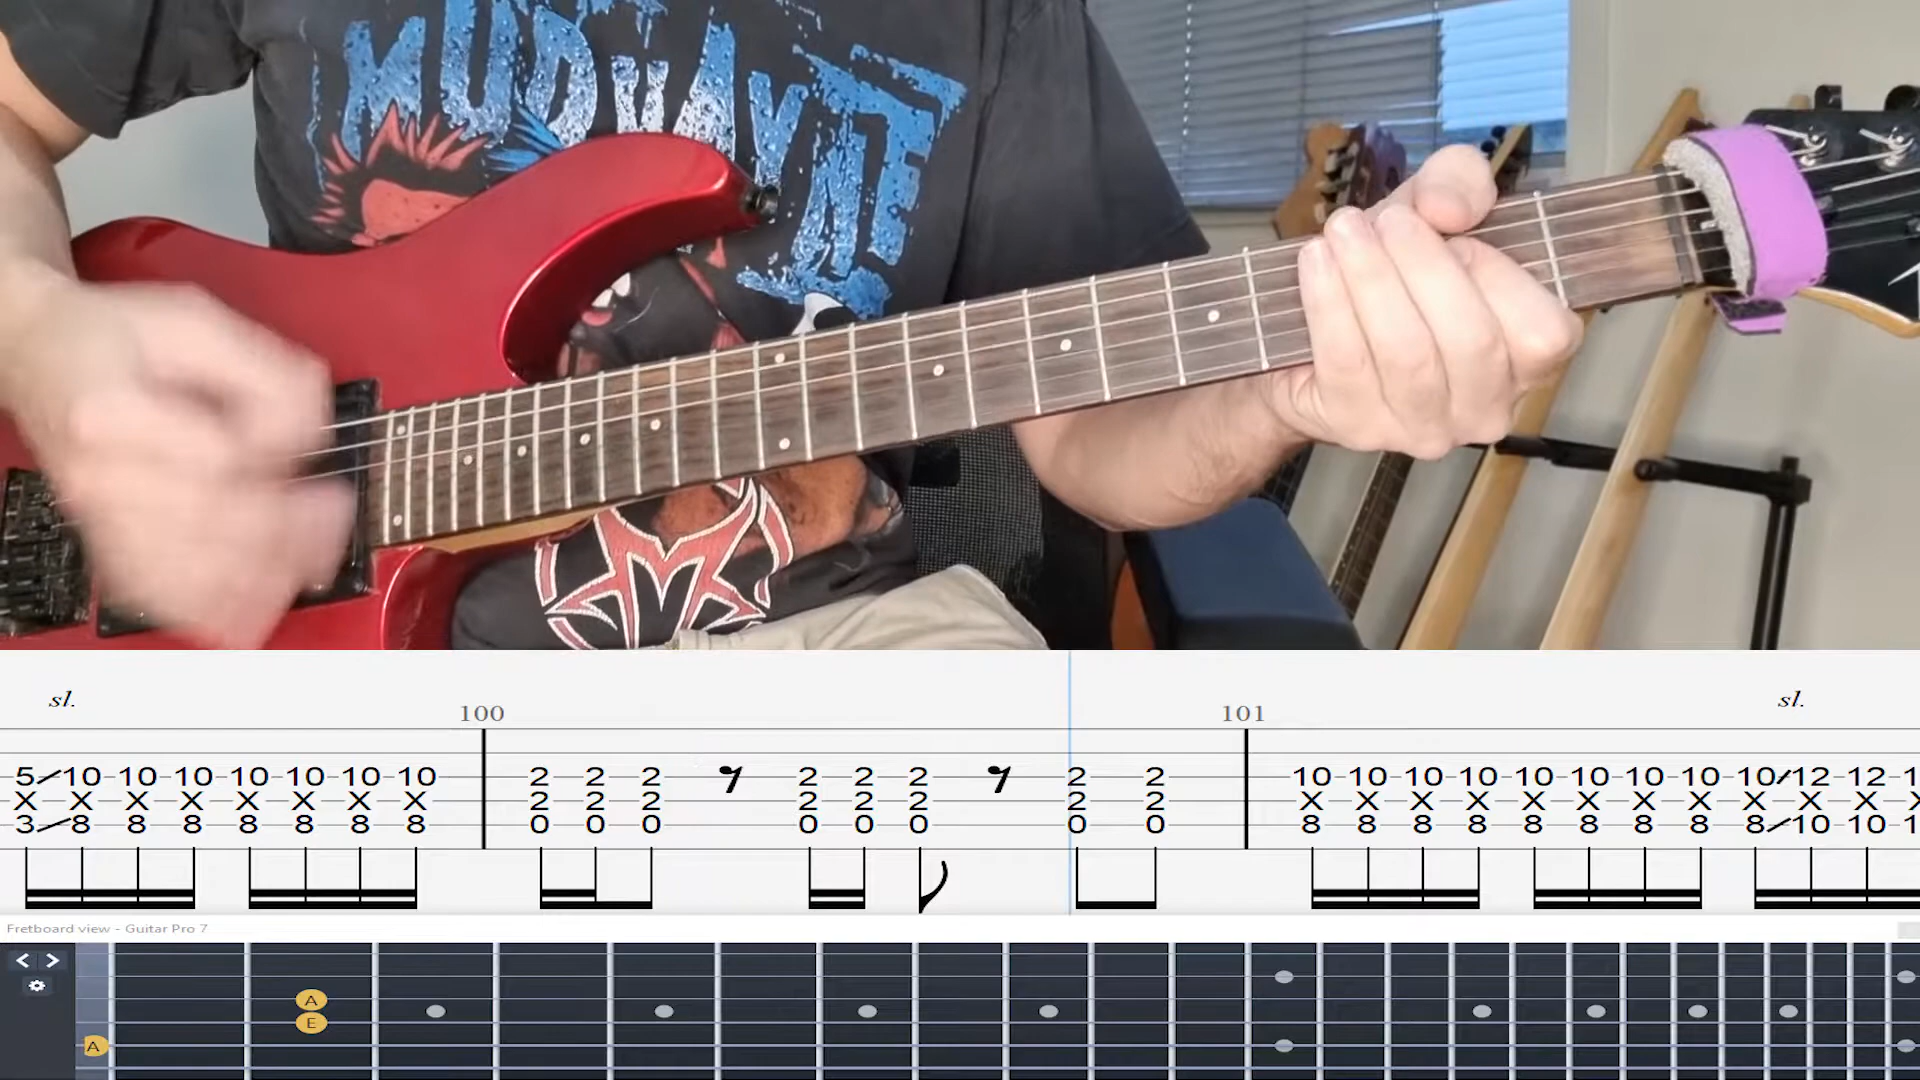 MUDVAYNE
M
sl.
sl.
100
101
5 10 10 10 10 10 10 10 2 2 2 2 2 2 2 2 10 10 10 10 10 10 10 10 10 12 12
X X X X X X X X 2 2 2 2 2 2 2 2 X X X X X X X X X X X
3 8 8 8 8 8 8 8 0 0 0 0 0 0 0 0 8 8 8 8 8 8 8 8 8 10 10
Fretboard view - Guitar Pro 7
A
E
A